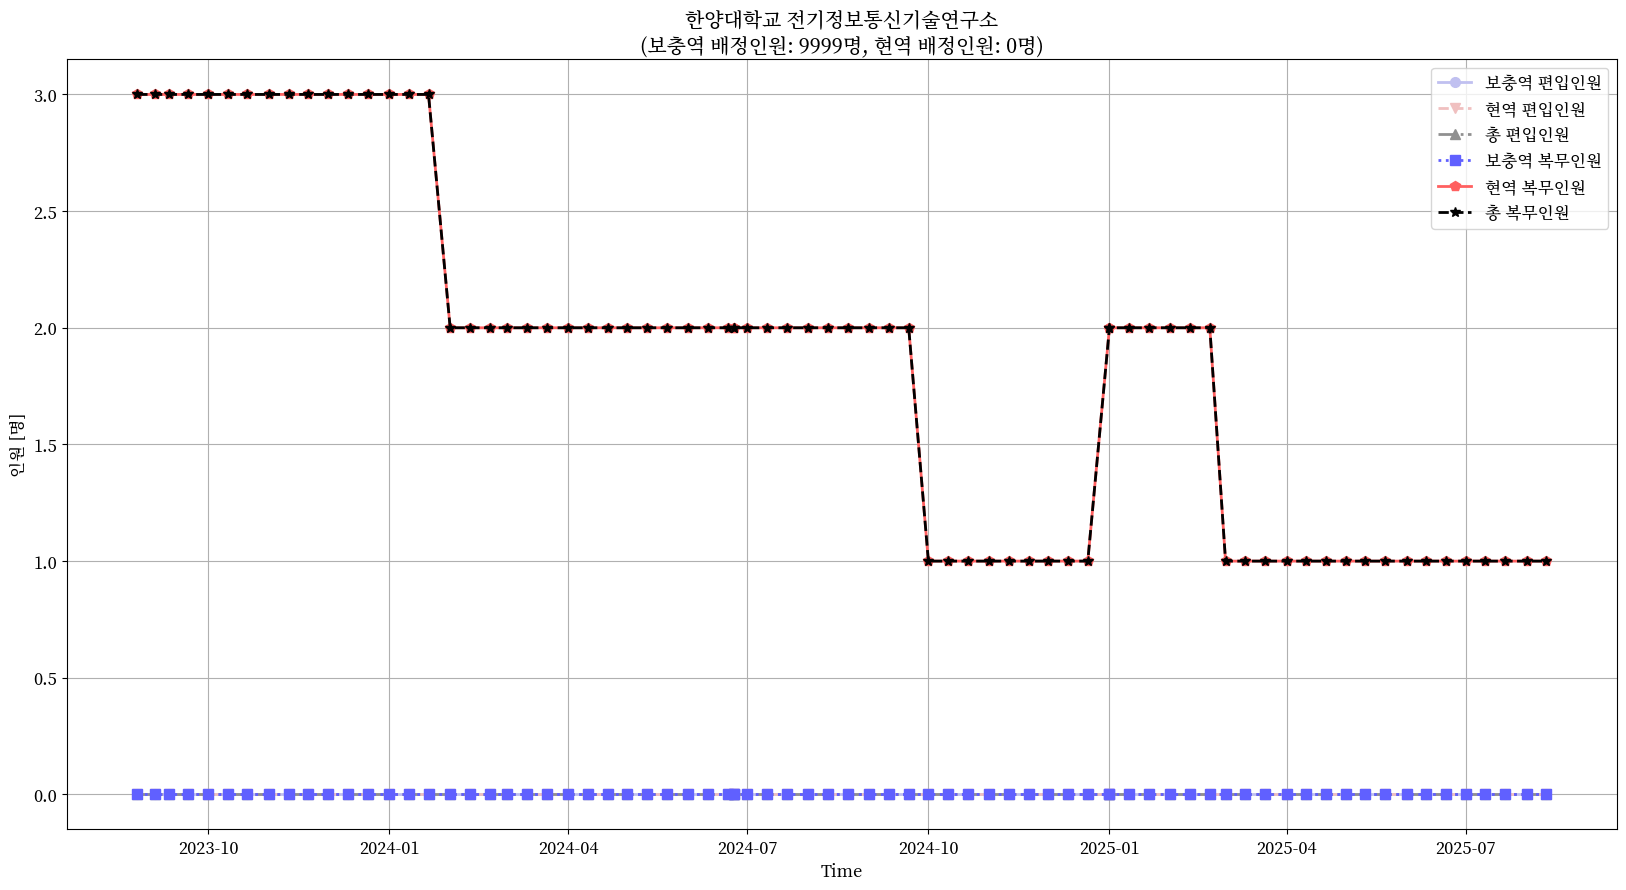 한양대학교 전기정보통신기술연구소
(보충역 배정인원: 9999명, 현역 배정인원: 0명)
보충역 편입인원
현역 편입인원
총 편입인원
보충역 복무인원
현역 복무인원
총 복무인원
3.0
2.5
2.0
1.5
1.0
0.5
0.0
인원 [명]
2023-10
2024-01
2024-04
2024-07
2024-10
2025-01
2025-04
2025-07
Time